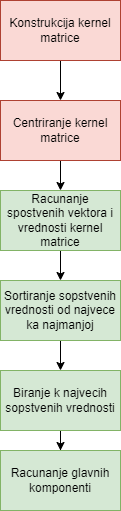 Konstrukcija kernel
matrice
Centriranje kernel
matrice
Racunanje
spostvenih vektora i
vrednosti kernel
matrice
Sortiranje sopstvenih
vrednosti od najvece
ka najmanjoj
Biranje k najvecih
sopstvenih vrednosti
Racunanje glavnih
komponenti